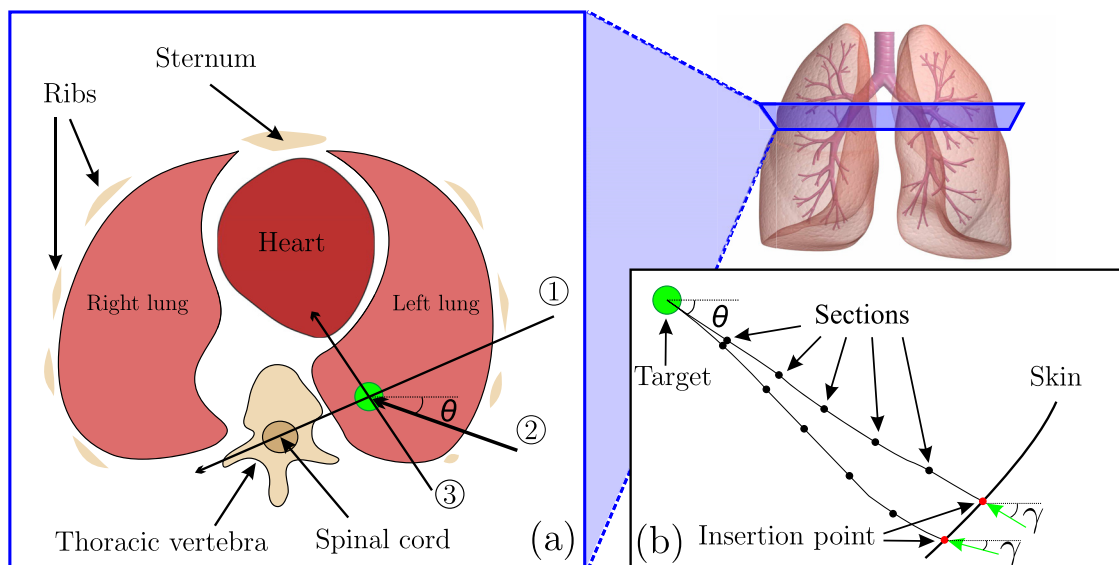 Sternum
Ribs
Heart
Right lung
Left lung
①
θ
②
③
Thoracic vertebra
Spinal cord
(a)
θ
Sections
Target
Skin
Insertion point
γ
γ
(b)